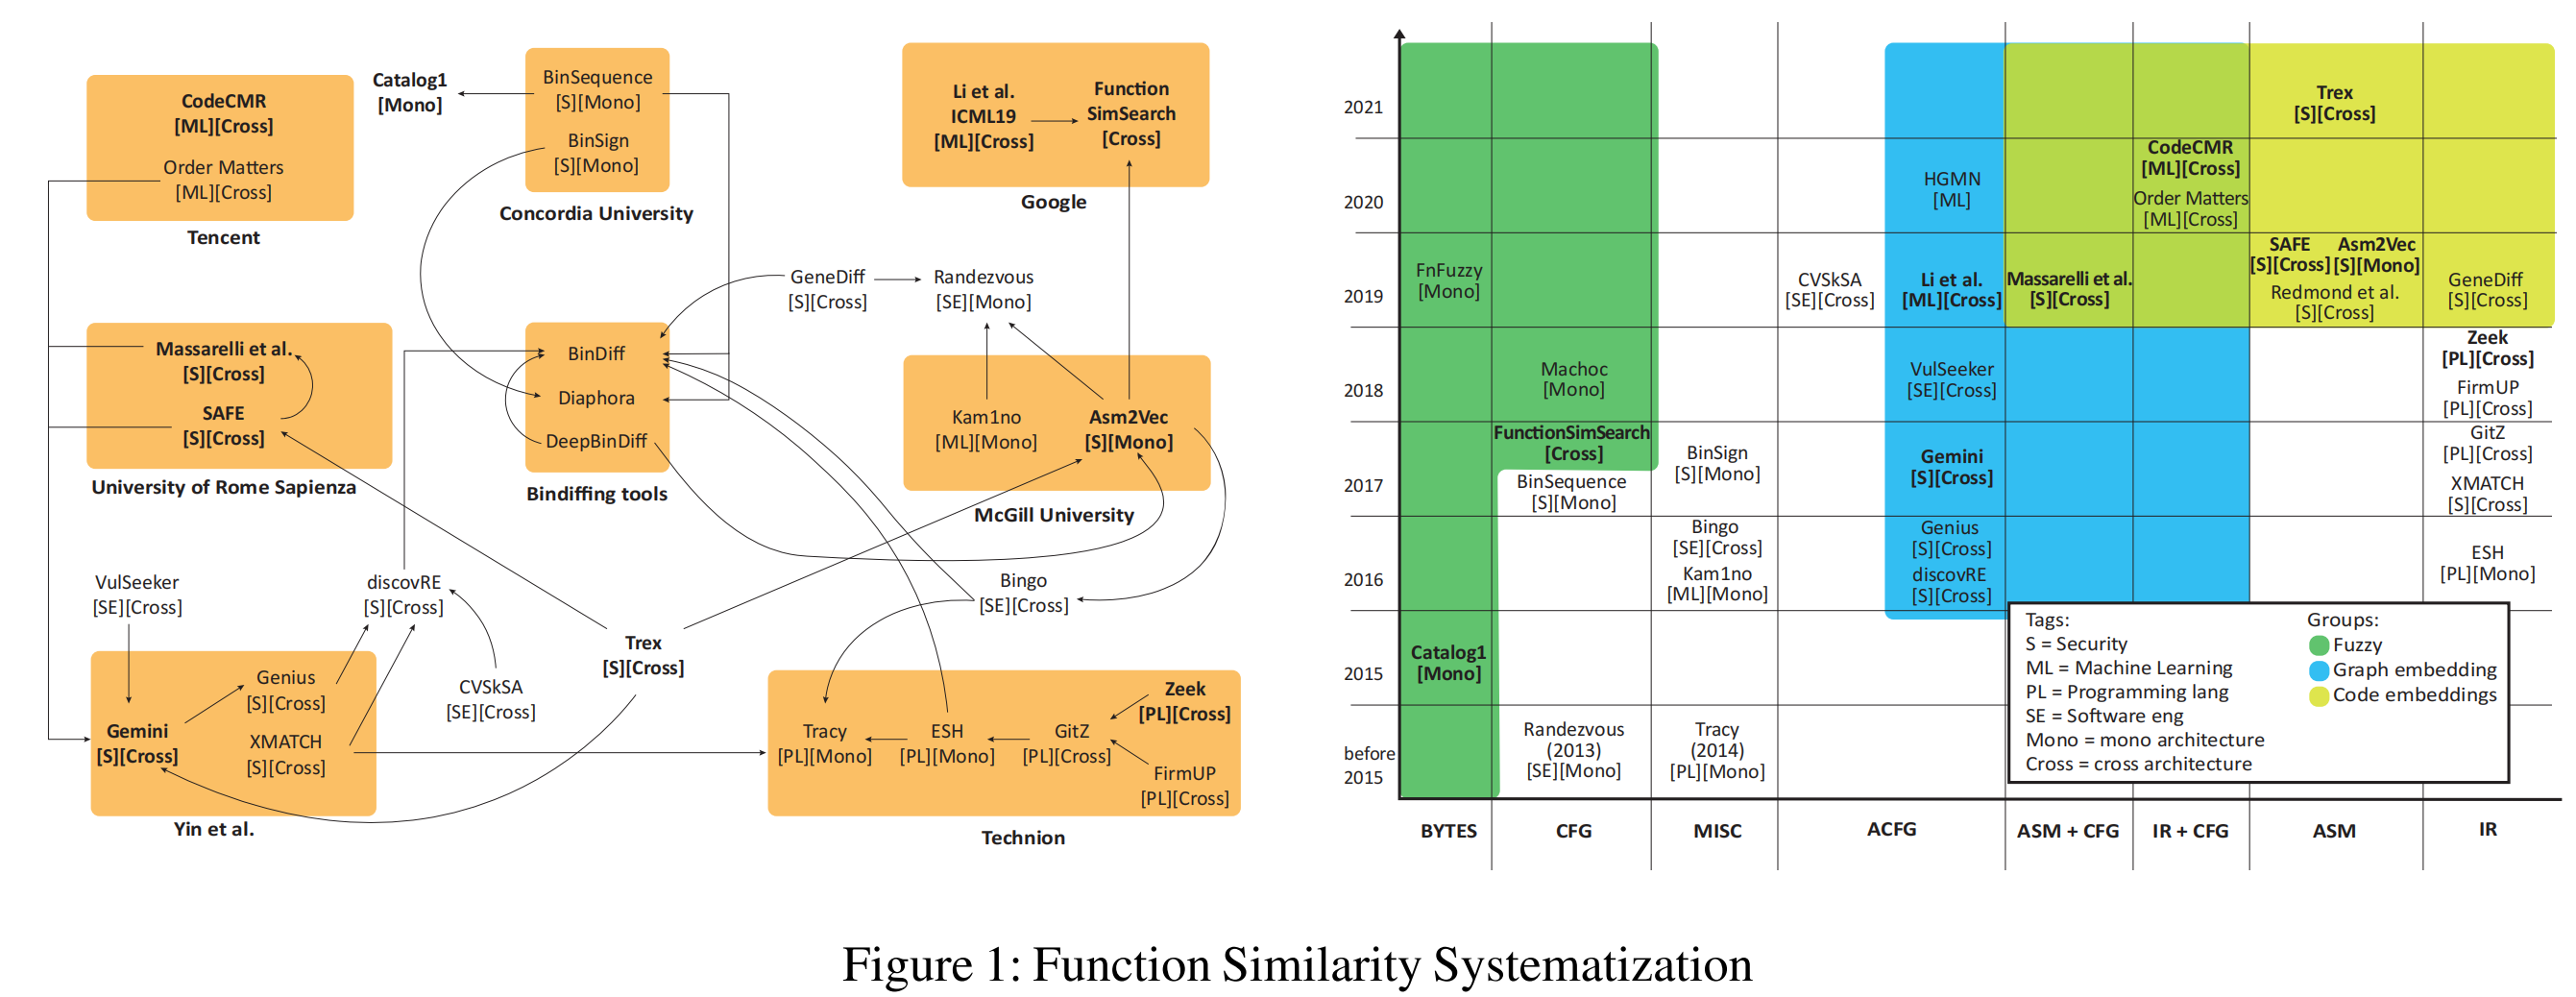 CodeCMR
[ML][Cross]
Order Matters
[ML][Cross]
Tencent
Catalog1
[Mono]
BinSequence
[S][Mono]
BinSign
[S][Mono]
Concordia University
Li et al.
ICML19
[ML][Cross]
Function
SimSearch
[Cross]
Google
GeneDiff
[S][Cross]
Randezvous
[SE][Mono]
Massarelli et al.
[S][Cross]
SAFE
[S][Cross]
University of Rome Sapienza
BinDiff
Diaphora
DeepBinDiff
Bindiffing tools
Kam1no
[ML][Mono]
Asm2Vec
[S][Mono]
McGill University
VulSeeker
[SE][Cross]
discovRE
[S][Cross]
Bingo
[SE][Cross]
Trex
[S][Cross]
Genius
[S][Cross]
Gemini
[S][Cross]
XMATCH
[S][Cross]
Yin et al.
CVSkSA
[SE][Cross]
Tracy
[PL][Mono]
ESH
[PL][Mono]
GitZ
[PL][Cross]
Zeek
[PL][Cross]
FirmUP
[PL][Cross]
Technion
2021
Trex
[S][Cross]
2020
HGMN
[ML]
CodeCMR
[ML][Cross]
Order Matters
[ML][Cross]
2019
FnFuzzy
[Mono]
CVSkSA
[SE][Cross]
Li et al.
[ML][Cross]
Massarelli et al.
[S][Cross]
SAFE
[S][Cross]
Asm2Vec
[S][Mono]
Redmond et al.
[S][Cross]
GeneDiff
[S][Cross]
2018
Machoc
[Mono]
VulSeeker
[SE][Cross]
Zeek
[PL][Cross]
FirmUP
[PL][Cross]
2017
FunctionSimSearch
[Cross]
BinSequence
[S][Mono]
BinSign
[S][Mono]
Gemini
[S][Cross]
GitZ
[PL][Cross]
XMATCH
[S][Cross]
2016
Bingo
[SE][Cross]
Kam1no
[ML][Mono]
Genius
[S][Cross]
discovRE
[S][Cross]
ESH
[PL][Mono]
2015
Catalog1
[Mono]
before
2015
Randezvous
(2013)
[SE][Mono]
Tracy
(2014)
[PL][Mono]
Tags:
S = Security
ML = Machine Learning
PL = Programming lang
SE = Software eng
Mono = mono architecture
Cross = cross architecture
Groups:
Fuzzy
Graph embedding
Code embeddings
BYTES
CFG
MISC
ACFG
ASM + CFG
IR + CFG
ASM
IR
Figure 1: Function Similarity Systematization